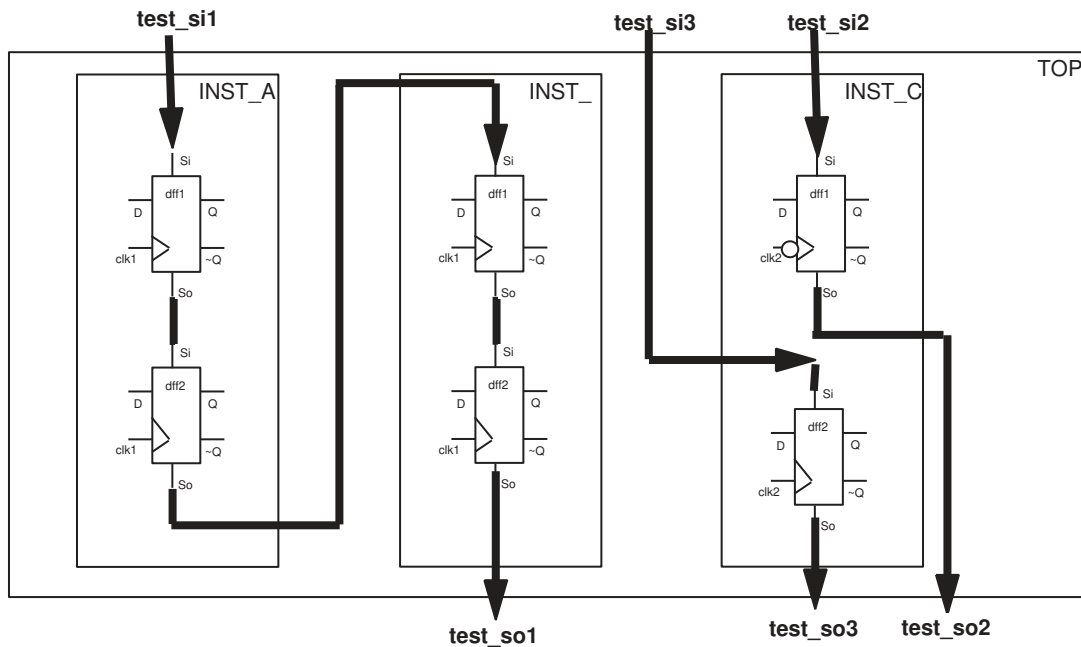 test_si1
test_si3
test_si2
TOP
INST_A
INST_
INST_C
Si
Si
Si
dff1
dff1
dff1
D
Q
D
Q
D
Q
clk1
~Q
clk1
~Q
clk2
~Q
So
So
So
Si
Si
Si
dff2
dff2
dff2
D
Q
D
Q
D
Q
clk1
~Q
clk1
~Q
clk2
~Q
So
So
So
test_so1
test_so3
test_so2